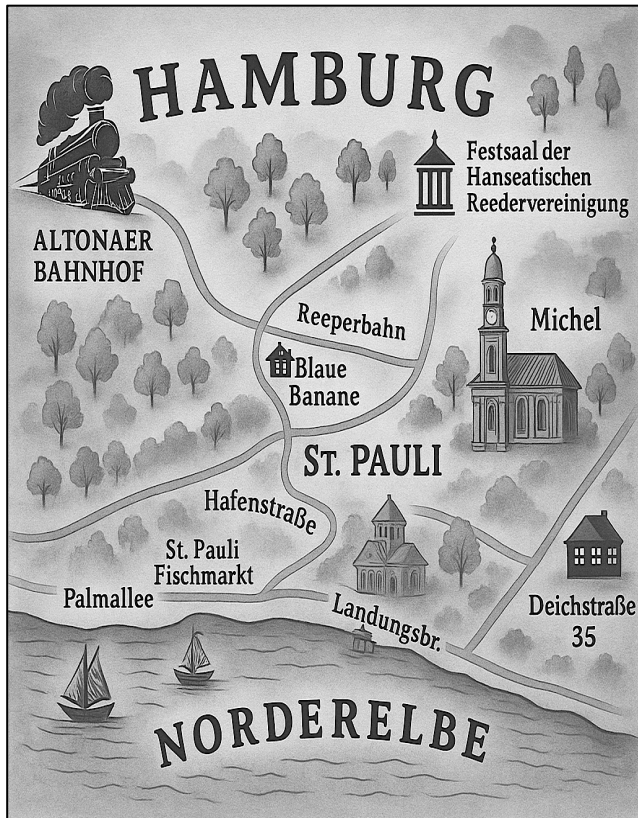 HAMBURG
Festsaal der
Hanseatischen
Reedervereinigung
ALTONAER
BAHNHOF
Reeperbahn
Michel
Blaue
Banane
ST. PAULI
Hafenstraße
St. Pauli
Fischmarkt
Palmallee
Landungsbr.
Deichstraße
35
NORDERELBE